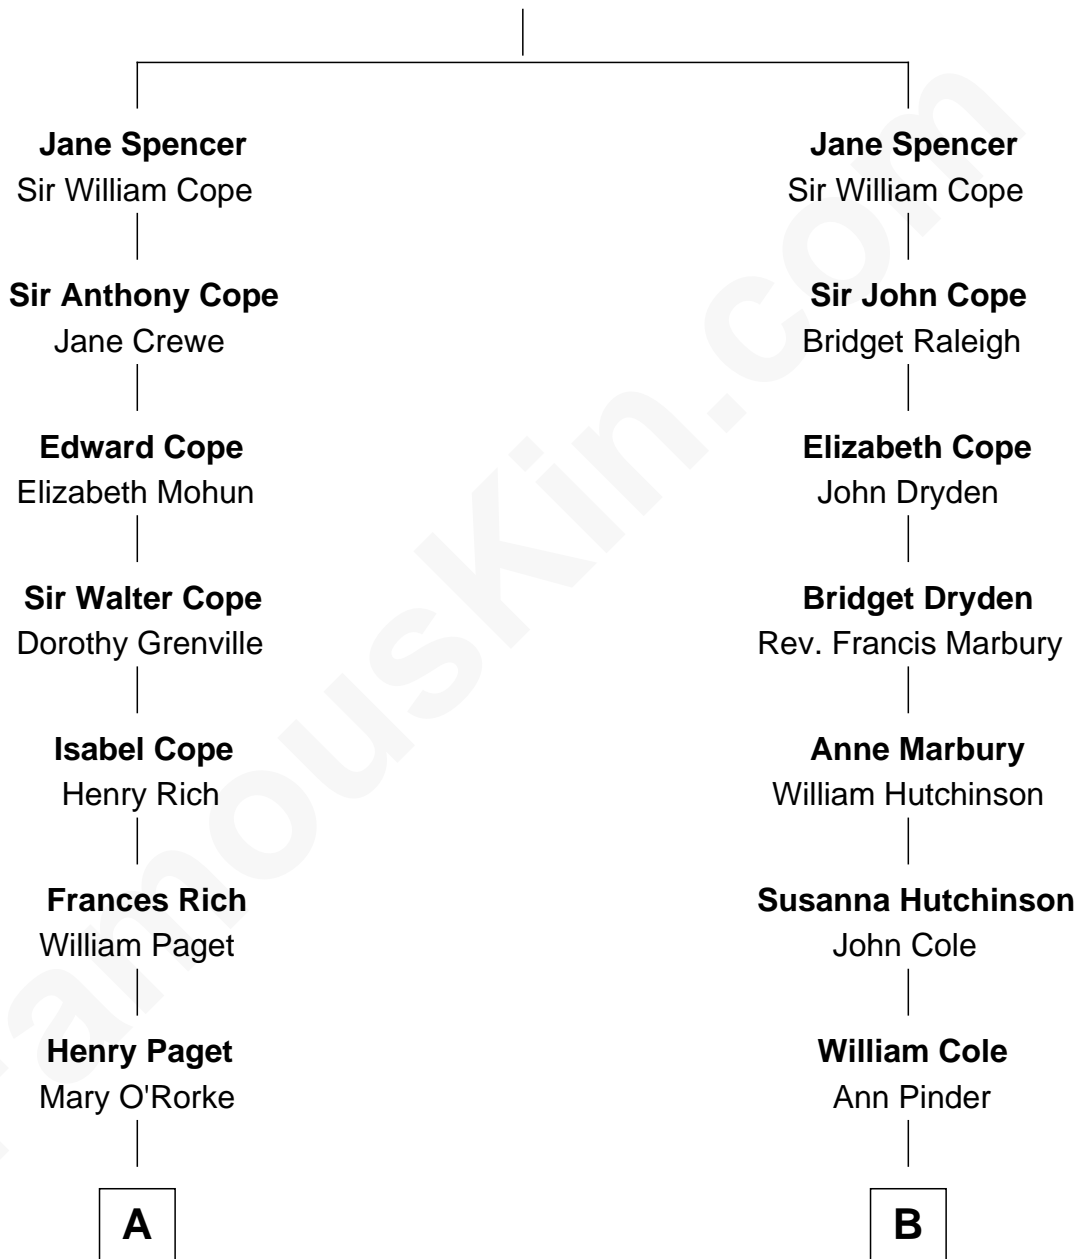 Jane Spencer
Sir William Cope
Sir Anthony Cope
Jane Crewe
Edward Cope
Elizabeth Mohun
Sir Walter Cope
Dorothy Grenville
Isabel Cope
Henry Rich
Frances Rich
William Paget
Henry Paget
Mary O'Rorke
A
Jane Spencer
Sir William Cope
Sir John Cope
Bridget Raleigh
Elizabeth Cope
John Dryden
Bridget Dryden
Rev. Francis Marbury
Anne Marbury
William Hutchinson
Susanna Hutchinson
John Cole
William Cole
Ann Pinder
B
FamousKin.com